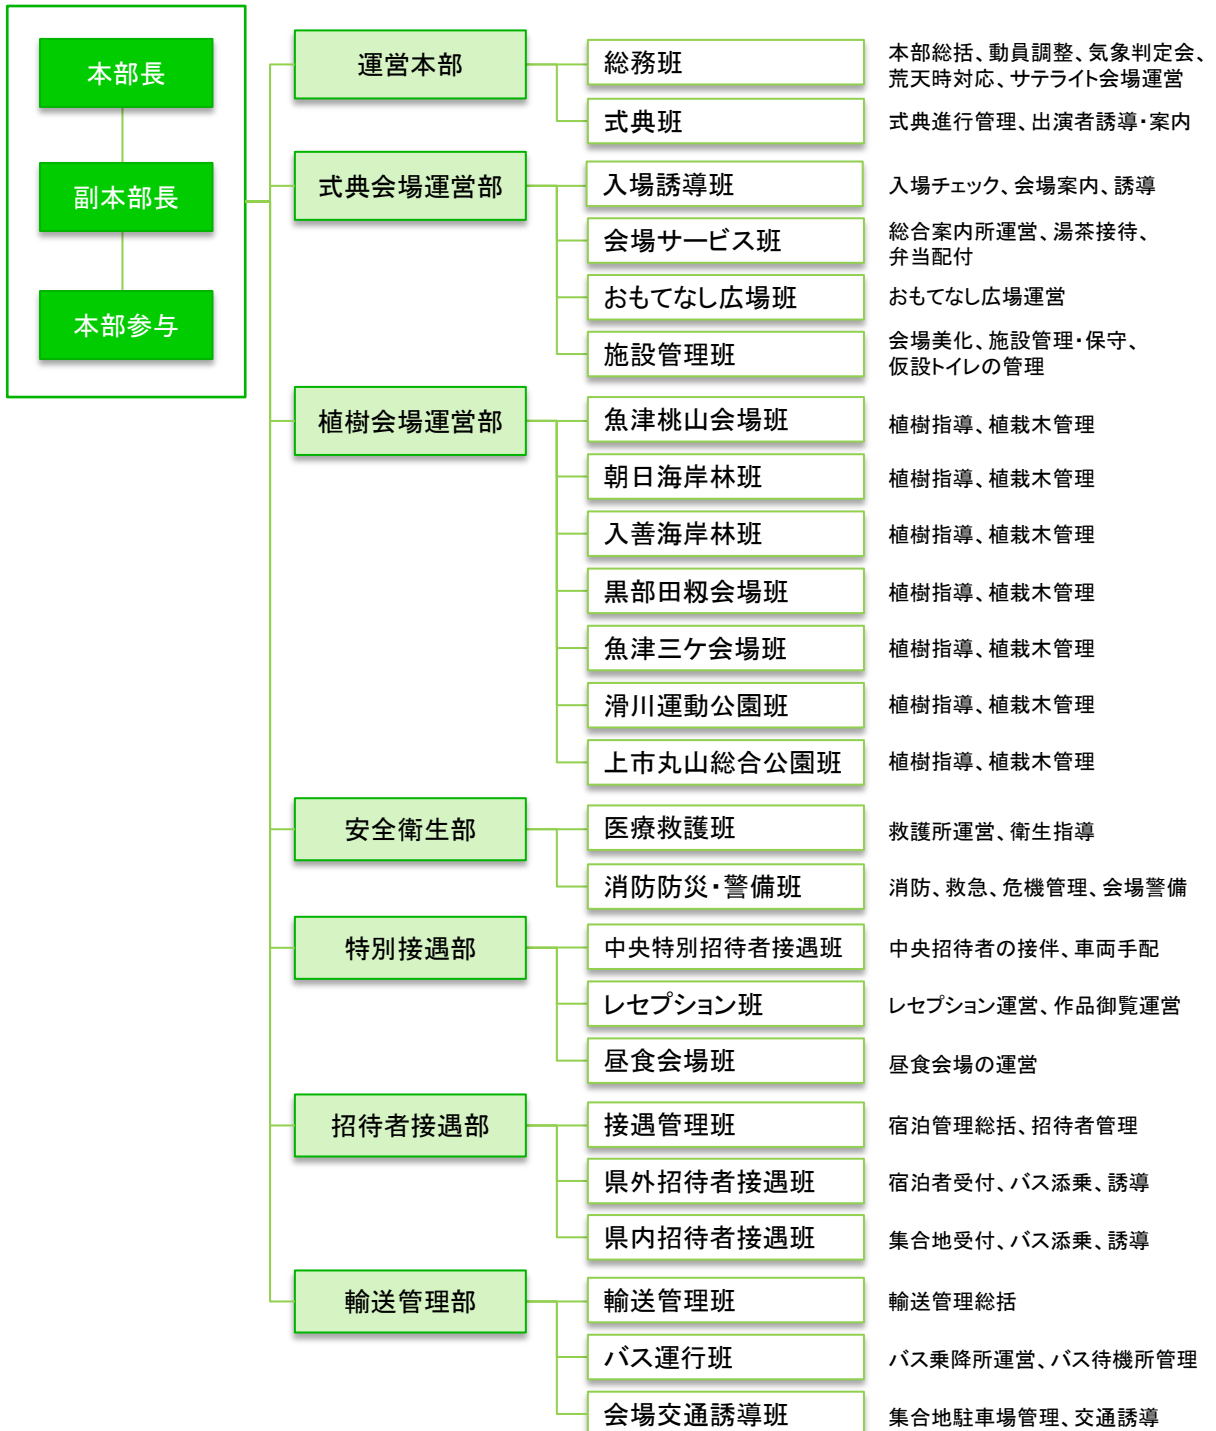 本部長
副本部長
本部参与
運営本部
総務班
本部総括、動員調整、気象判定会、
荒天時対応、サテライト会場運営
式典班
式典進行管理、出演者誘導・案内
式典会場運営部
入場誘導班
入場チェック、会場案内、誘導
会場サービス班
総合案内所運営、湯茶接待、
弁当配付
おもてなし広場班
おもてなし広場運営
施設管理班
会場美化、施設管理・保守、
仮設トイレの管理
植樹会場運営部
魚津桃山会場班
植樹指導、植栽木管理
朝日海岸林班
植樹指導、植栽木管理
入善海岸林班
植樹指導、植栽木管理
黒部田籾会場班
植樹指導、植栽木管理
魚津三ケ会場班
植樹指導、植栽木管理
滑川運動公園班
植樹指導、植栽木管理
上市丸山総合公園班
植樹指導、植栽木管理
安全衛生部
医療救護班
救護所運営、衛生指導
消防防災・警備班
消防、救急、危機管理、会場警備
特別接遇部
中央特別招待者接遇班
中央招待者の接伴、車両手配
レセプション班
レセプション運営、作品御覧運営
昼食会場班
昼食会場の運営
招待者接遇部
接遇管理班
宿泊管理総括、招待者管理
県外招待者接遇班
宿泊者受付、バス添乗、誘導
県内招待者接遇班
集合地受付、バス添乗、誘導
輸送管理部
輸送管理班
輸送管理総括
バス運行班
バス乗降所運営、バス待機所管理
会場交通誘導班
集合地駐車場管理、交通誘導